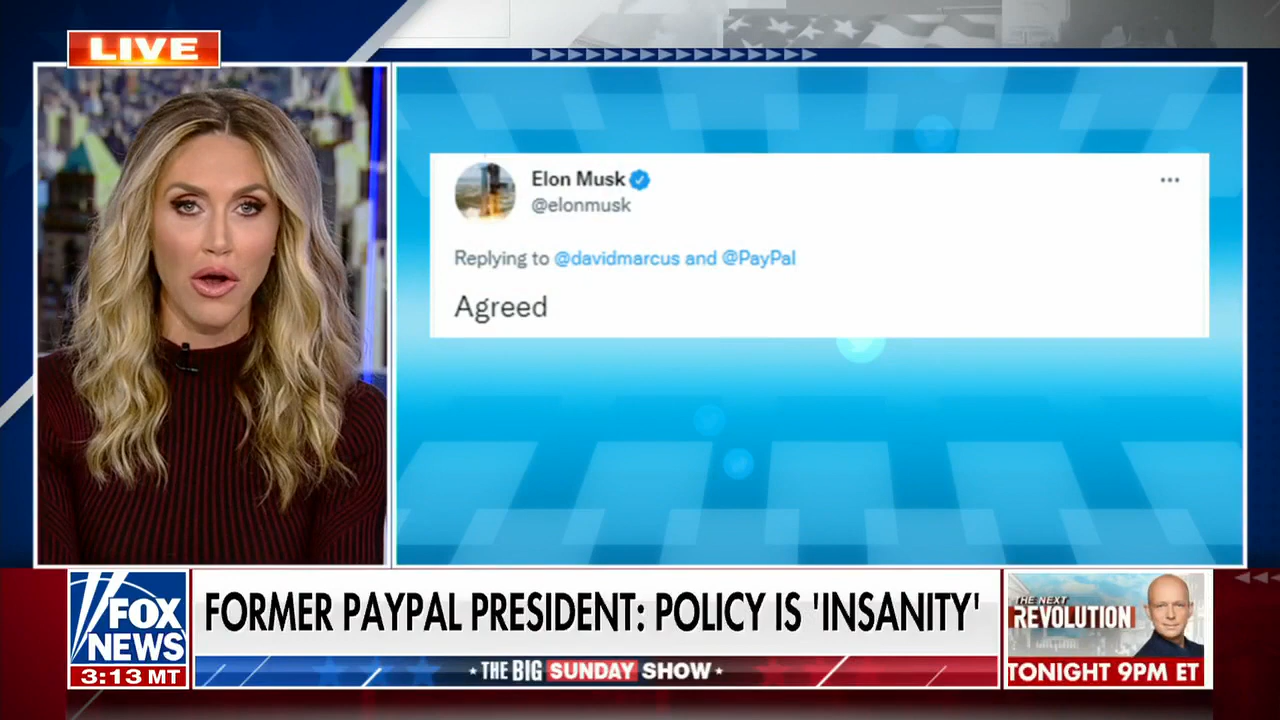 LIVE
Elon Musk
@elonmusk
Replying to @davidmarcus and @PayPal
Agreed
FOX
NEWS
3:13 MT
FORMER PAYPAL PRESIDENT: POLICY IS 'INSANITY'
THE BIG SUNDAY SHOW
THE NEXT
REVOLUTION
TONIGHT 9PM ET